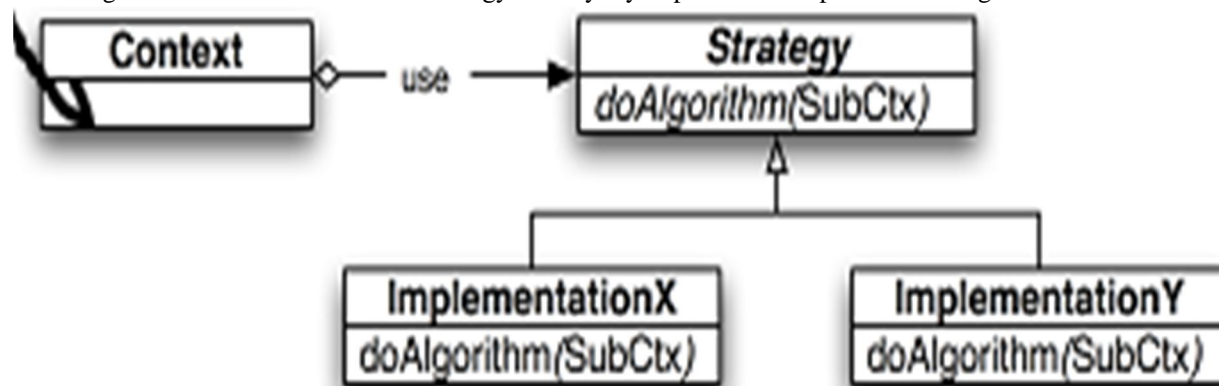 Context
use
Strategy
doAlgorithm(SubCtx)
ImplementationX
doAlgorithm(SubCtx)
ImplementationY
doAlgorithm(SubCtx)